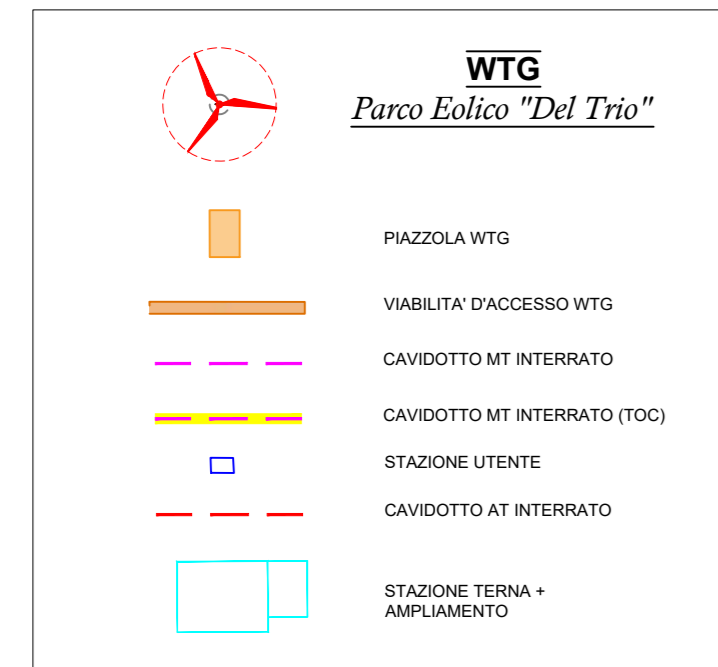 WTG
Parco Eolico "Del Trio"
PIAZZOLA WTG
VIABILITA' D'ACCESSO WTG
CAVIDOTTO MT INTERRATO
CAVIDOTTO MT INTERRATO (TOC)
STAZIONE UTENTE
CAVIDOTTO AT INTERRATO
STAZIONE TERNA +
AMPLIAMENTO